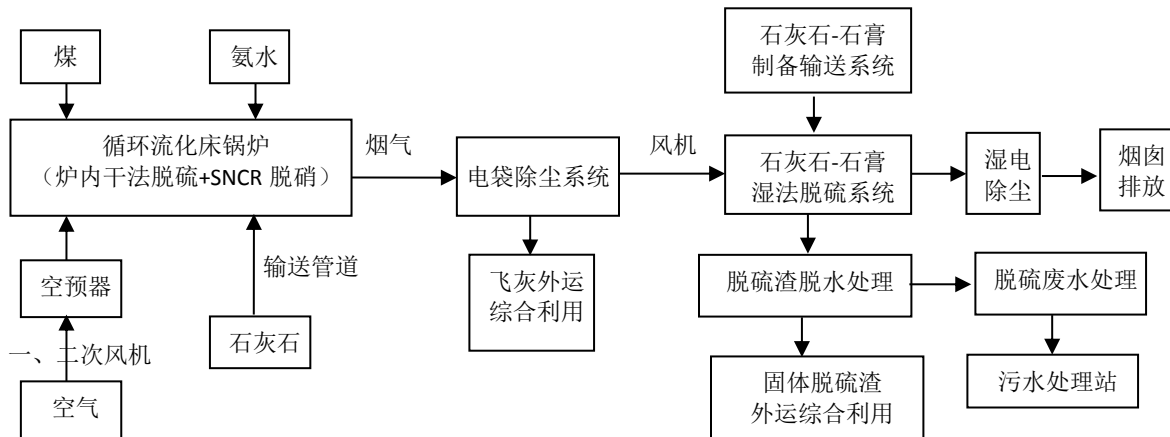 煤
氨水
石灰石-石膏
制备输送系统
循环流化床锅炉
（炉内干法脱硫+SNCR 脱硝）
烟气
电袋除尘系统
风机
石灰石-石膏
湿法脱硫系统
湿电
除尘
烟囱
排放
空预器
输送管道
飞灰外运
综合利用
脱硫渣脱水处理
脱硫废水处理
石灰石
一、二次风机
空气
固体脱硫渣
外运综合利用
污水处理站